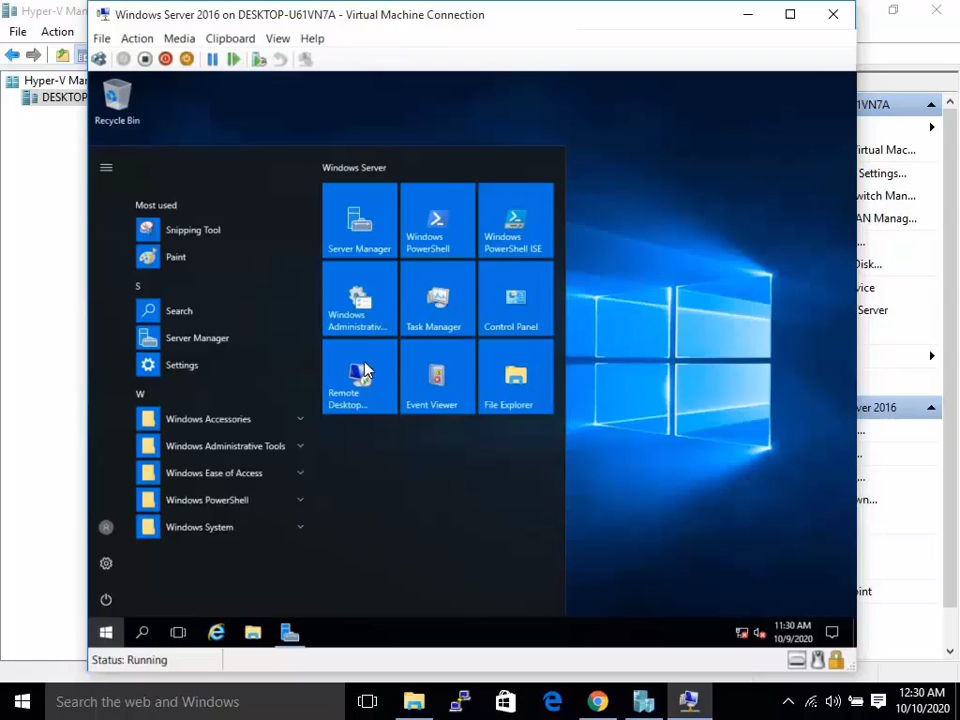 Hyper-V Mar
File
Action
Hyper-V Mar
DESKTOP
Windows Server 2016 on DESKTOP-U61VN7A - Virtual Machine Connection
File Action Media Clipboard View Help
Recycle Bin
Windows Server
Most used
Snipping Tool
Paint
S
Search
Server Manager
Settings
W
Windows Accessories
Windows Administrative Tools
Windows Ease of Access
Windows PowerShell
Windows System
Server Manager
Windows
PowerShell
Windows
PowerShell ISE
Windows
Administrativ...
Task Manager
Control Panel
Remote
Desktop...
Event Viewer
File Explorer
11:30 AM
10/9/2020
Status: Running
61VN7A
Virtual Mac...
Settings...
witch Man...
AN Manag...
...
Disk...
vice
Server
ver 2016
...
...
...
wn...
int
Search the web and Windows
12:30 AM
10/10/2020